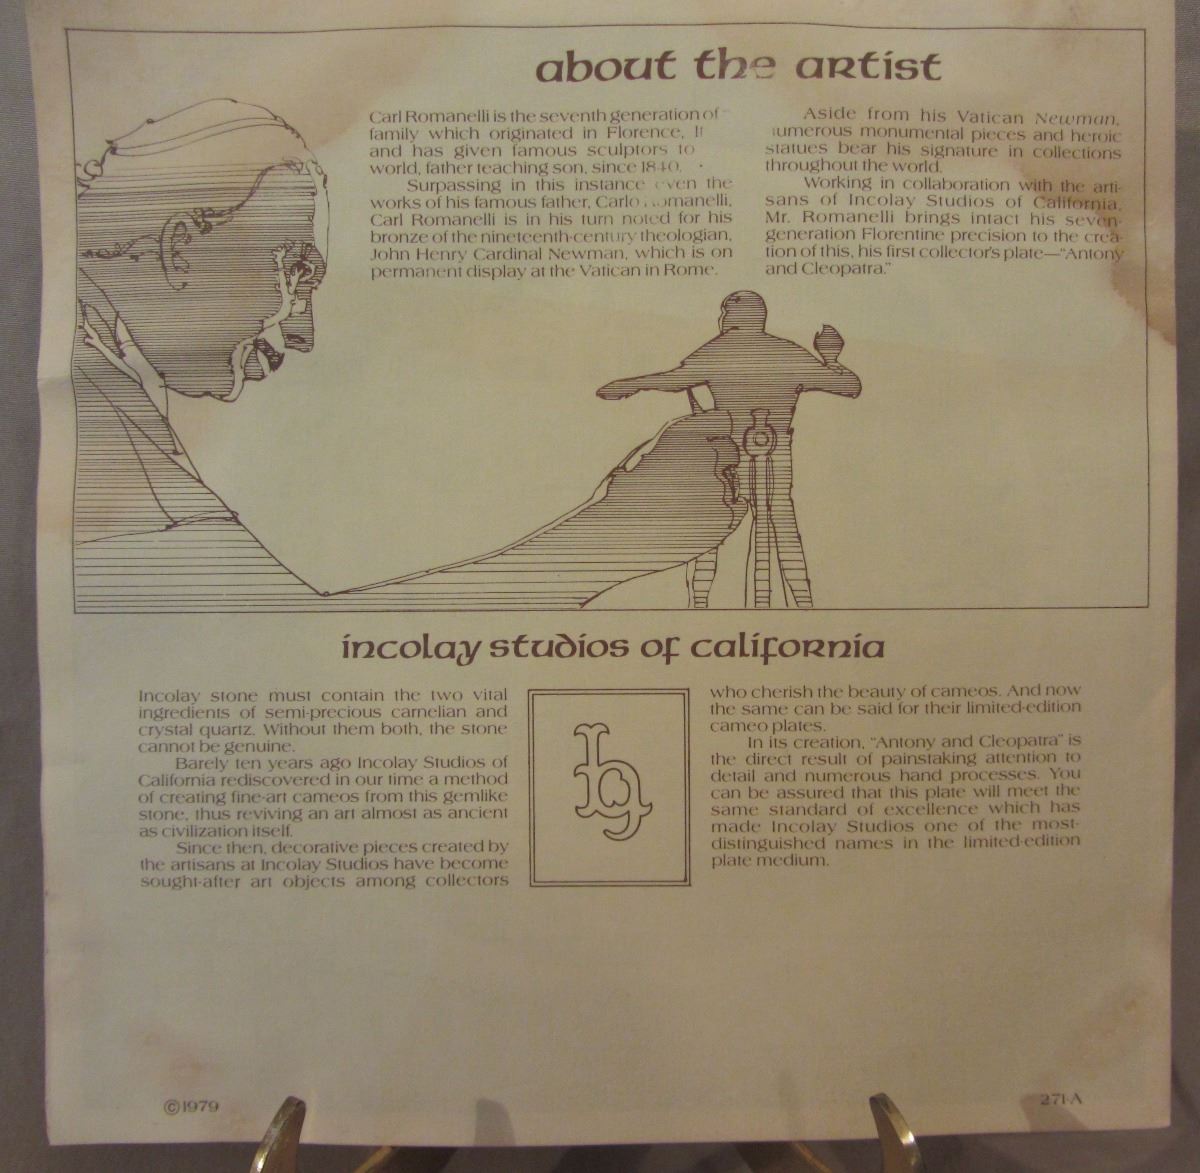 about the artist
Carl Romanelli is the seventh generation of
family which originated in Florence,
and has given famous sculptors to
world, father teaching son, since 1840.
Surpassing in this instance even the
works of his famous father, Carlo Romanelli,
Carl Romanelli is in his turn noted for his
bronze of the nineteenth-century theologian,
John Henry Cardinal Newman, which is on
permanent display at the Vatican in Rome.
Aside from his Vatican Newman,
numerous monumental pieces and heroic
statues bear his signature in collections
throughout the world.
Working in collaboration with the arti-
sans of Incolay Studios of California,
Mr. Romanelli brings intact his seven-
generation Florentine precision to the crea-
tion of this, his first collector's plate—"Antony
and Cleopatra."
incolay studios of california
Incolay stone must contain the two vital
ingredients of semi-precious carnelian and
crystal quartz. Without them both, the stone
cannot be genuine.
Barely ten years ago Incolay Studios of
California rediscovered in our time a method
of creating fine-art cameos from this gemlike
stone, thus reviving an art almost as ancient
as civilization itself.
Since then, decorative pieces created by
the artisans at Incolay Studios have become
sought-after art objects among collectors
who cherish the beauty of cameos. And now
the same can be said for their limited-edition
cameo plates.
In its creation, "Antony and Cleopatra" is
the direct result of painstaking attention to
detail and numerous hand processes. You
can be assured that this plate will meet the
same standard of excellence which has
made Incolay Studios one of the most-
distinguished names in the limited-edition
plate medium.
©1979
271-A